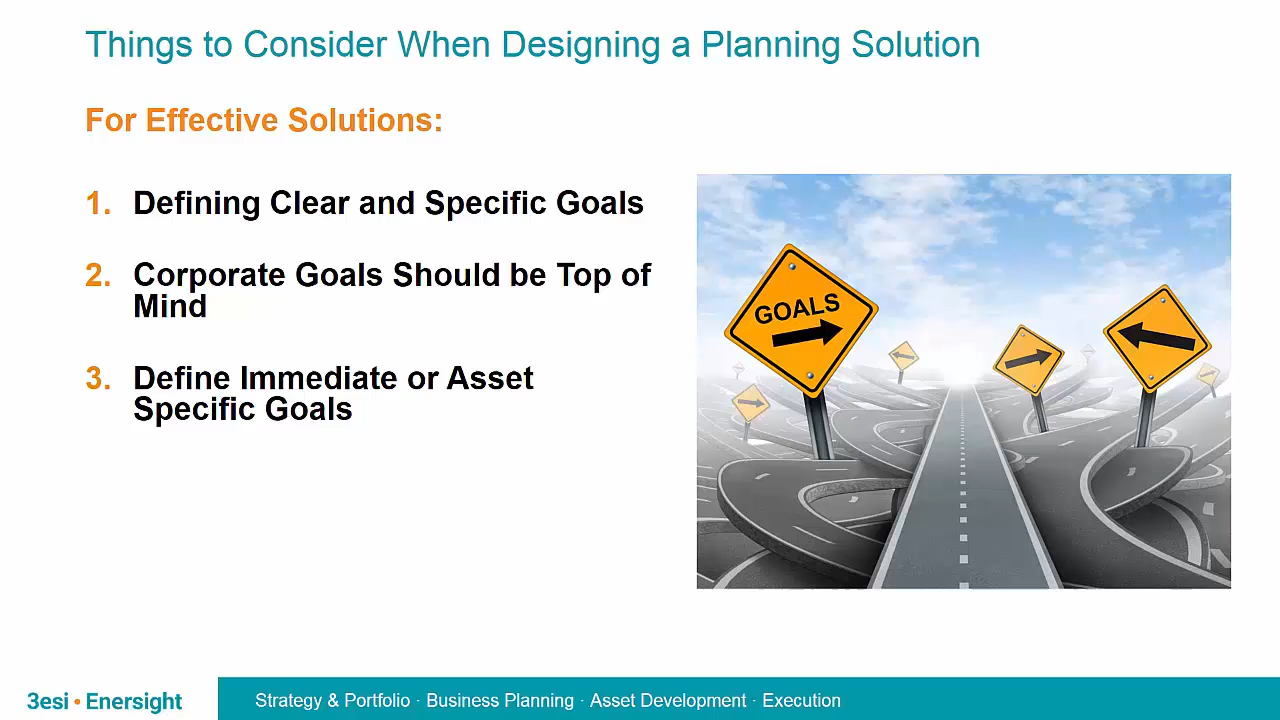 Things to Consider When Designing a Planning Solution
For Effective Solutions:
1. Defining Clear and Specific Goals
2. Corporate Goals Should be Top of
Mind
3. Define Immediate or Asset
Specific Goals
GOALS
3esi • Enersight
Strategy & Portfolio · Business Planning · Asset Development · Execution